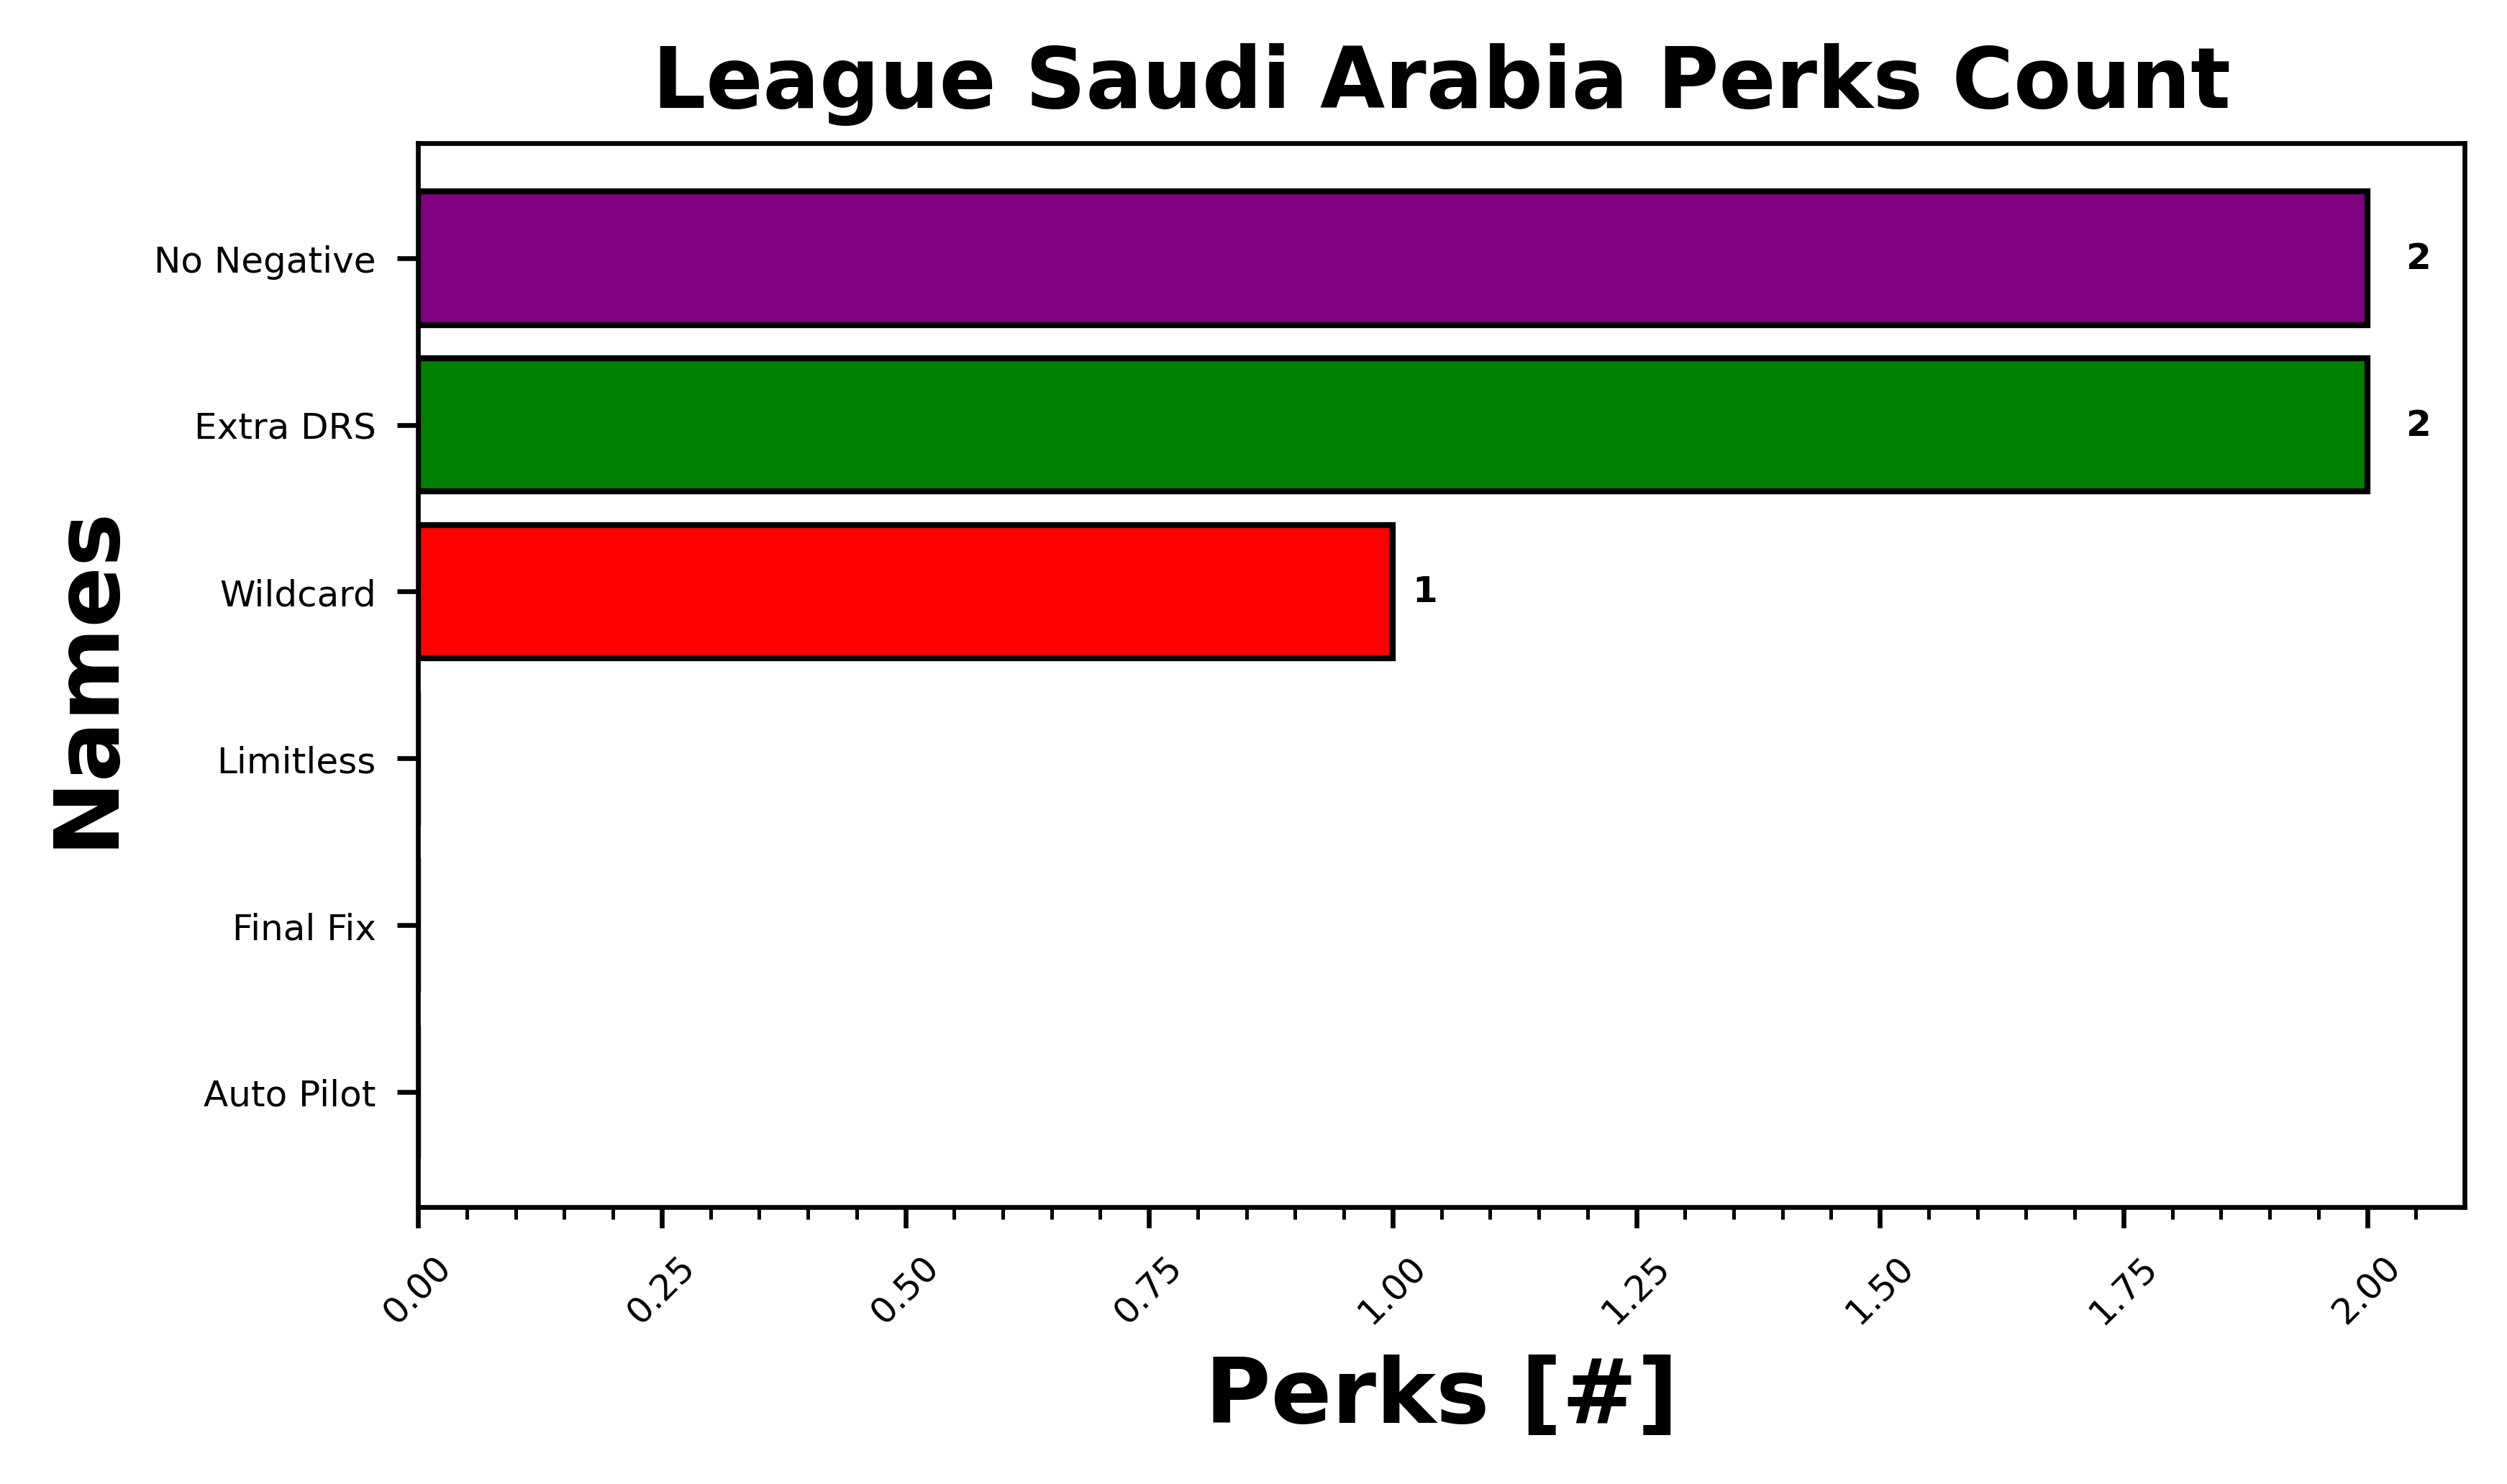 League Saudi Arabia Perks Count
No Negative
2
Extra DRS
2
Wildcard
1
Limitless
Final Fix
Auto Pilot
Names
0.00 0.25 0.50 0.75 1.00 1.25 1.50 1.75 2.00
Perks [#]